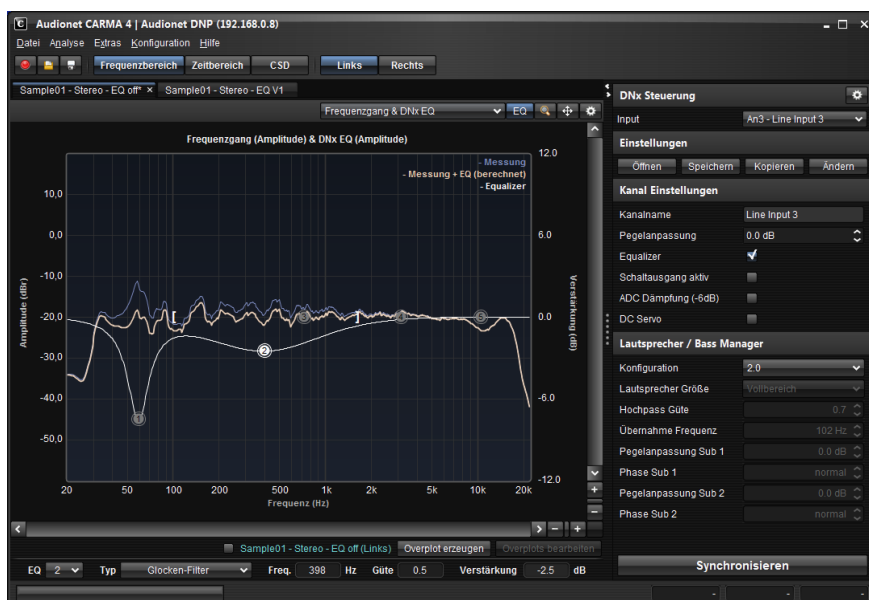 C Audionet CARMA 4 | Audionet DNP (192.168.0.8)
Datei Analyse Extras Konfiguration Hilfe
Frequenzbereich Zeitbereich CSD Links Rechts
Sample01 - Stereo - EQ off* × Sample01 - Stereo - EQ V1
Frequenzgang & DNx EQ EQ
Frequenzgang (Amplitude) & DNx EQ (Amplitude)
- Messung
- Messung + EQ (berechnet)
- Equalizer
Amplitude (dBr)
10,0
0,0
-10,0
-20,0
-30,0
-40,0
-50,0
12.0
6.0
0.0
-6.0
-12.0
Verstärkung (dB)
[ ]
1 2 3 4 5
20 50 100 200 500 1k 2k 5k 10k 20k
Frequenz (Hz)
Sample01 - Stereo - EQ off (Links) Overplot erzeugen Overplots bearbeiten
EQ 2 Typ Glocken-Filter Freq. 398 Hz Güte 0.5 Verstärkung -2.5 dB
DNx Steuerung
Input An3 - Line Input 3
Einstellungen
Öffnen Speichern Kopieren Ändern
Kanal Einstellungen
Kanalname Line Input 3
Pegelanpassung 0.0 dB
Equalizer
Schaltausgang aktiv
ADC Dämpfung (-6dB)
DC Servo
Lautsprecher / Bass Manager
Konfiguration 2.0
Lautsprecher Größe Vollbereich
Hochpass Güte 0.7
Übernahme Frequenz 102 Hz
Pegelanpassung Sub 1 0.0 dB
Phase Sub 1 normal
Pegelanpassung Sub 2 0.0 dB
Phase Sub 2 normal
Synchronisieren
- - -